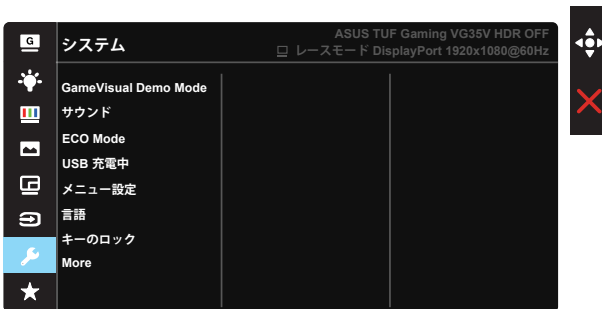 G
システム
ASUS TUF Gaming VG35V HDR OFF
レースモード DisplayPort 1920x1080@60Hz
GameVisual Demo Mode
サウンド
ECO Mode
USB 充電中
メニュー設定
言語
キーのロック
More